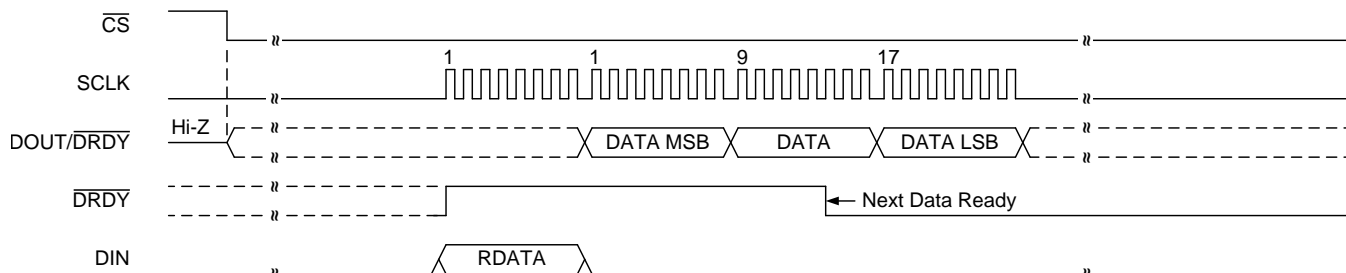 CS
1 1 9 17
SCLK
Hi-Z
DOUT/DRDY DATA MSB DATA DATA LSB
DRDY Next Data Ready
DIN RDATA